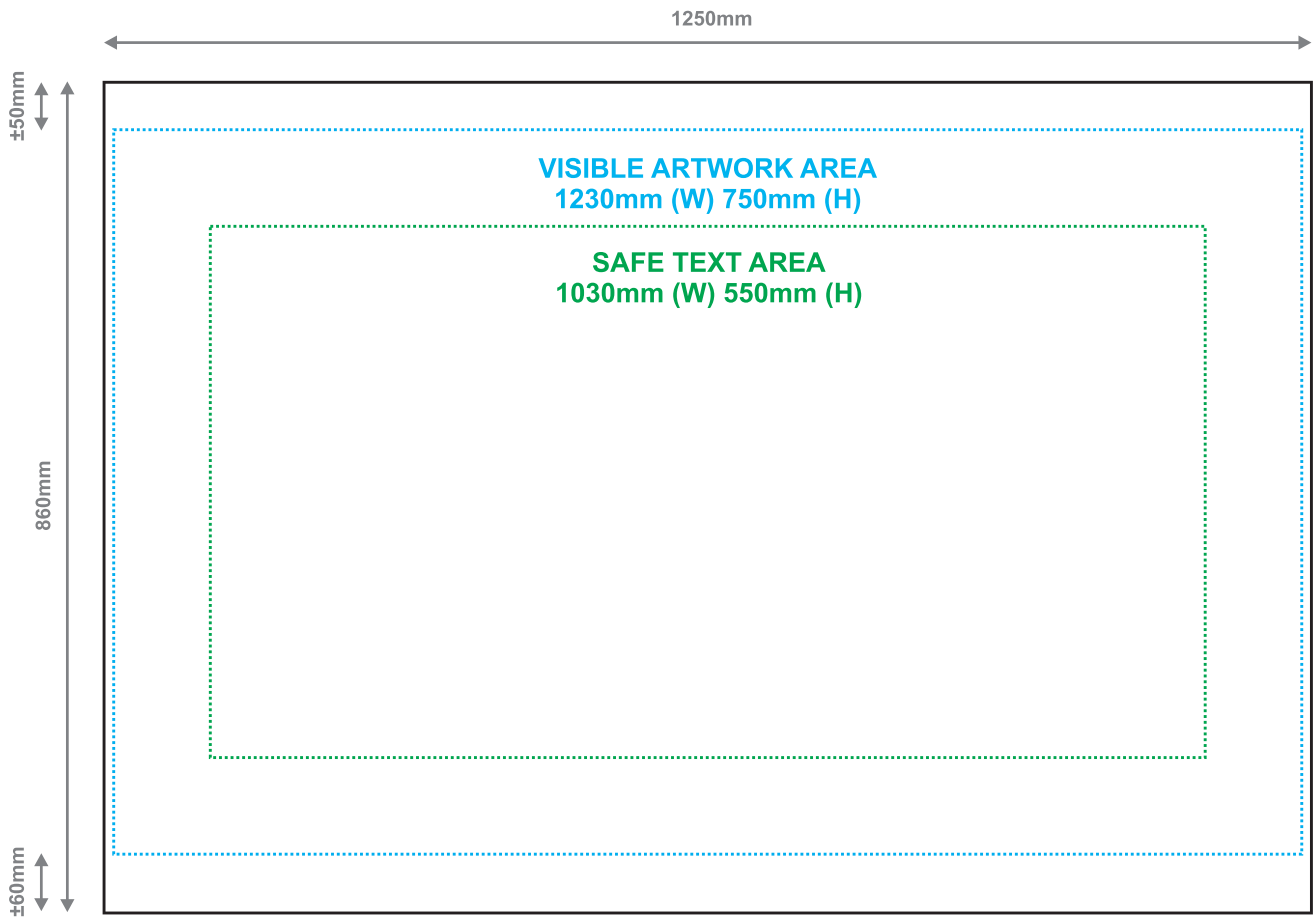 1250mm
±50mm
VISIBLE ARTWORK AREA
1230mm (W) 750mm (H)
SAFE TEXT AREA
1030mm (W) 550mm (H)
860mm
±60mm